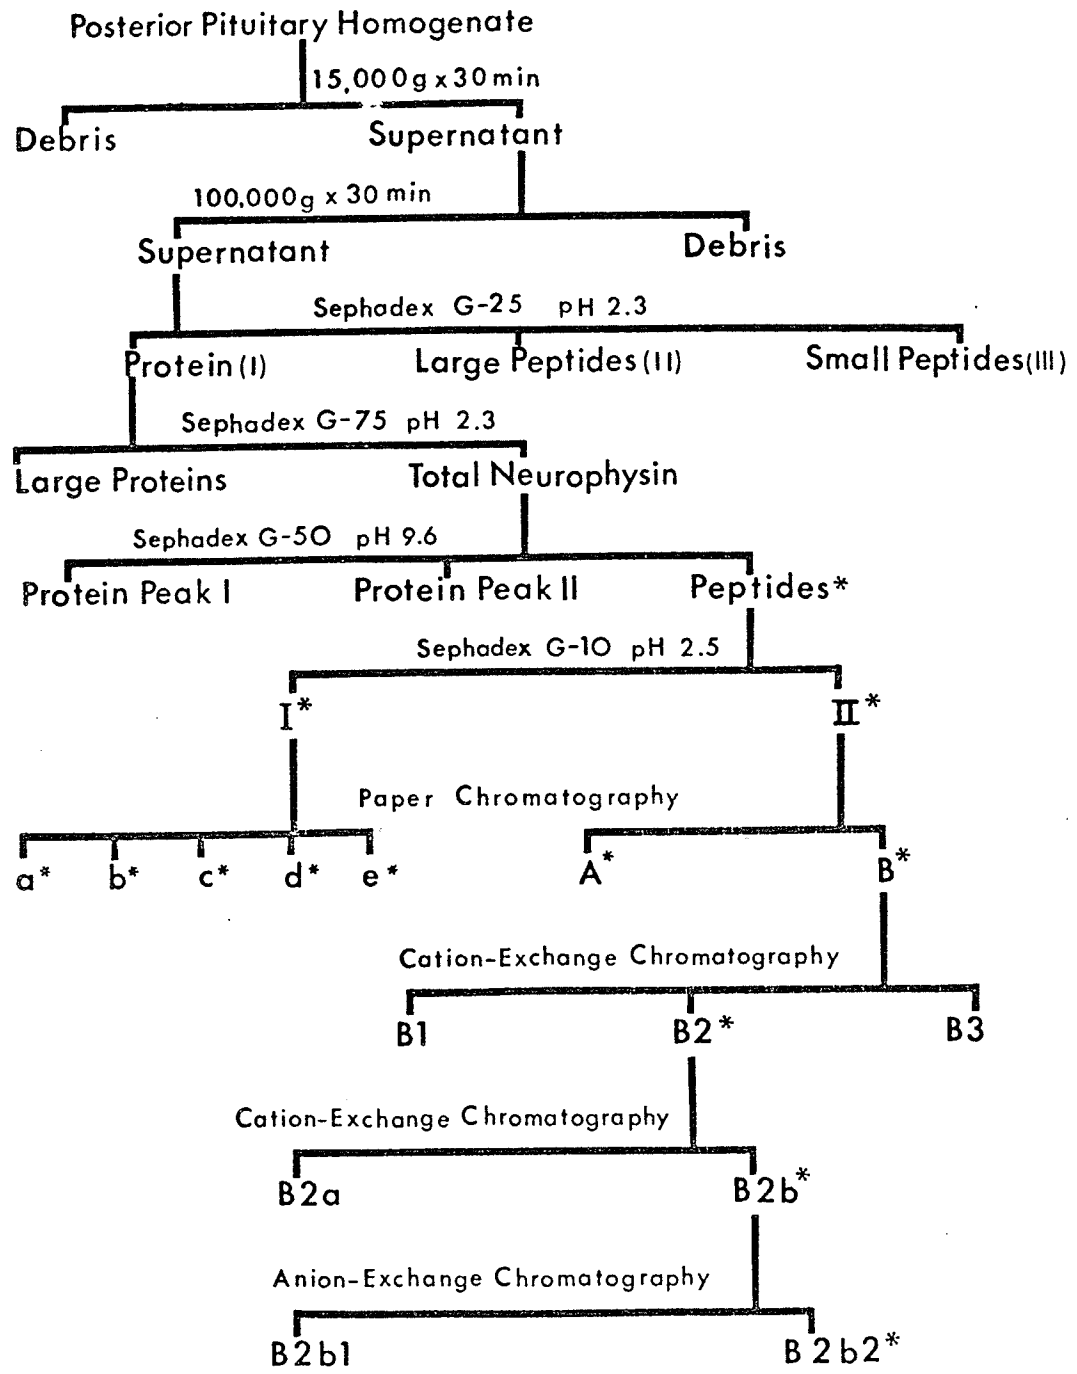 Posterior Pituitary Homogenate
15,000g x 30 min
Debris Supernatant
100,000g x 30 min
Supernatant Debris
Sephadex G-25 pH 2.3
Protein (I) Large Peptides (II) Small Peptides (III)
Sephadex G-75 pH 2.3
Large Proteins Total Neurophysin
Sephadex G-50 pH 9.6
Protein Peak I Protein Peak II Peptides*
Sephadex G-10 pH 2.5
I* II*
Paper Chromatography
a* b* c* d* e* A* B*
Cation-Exchange Chromatography
B1 B2* B3
Cation-Exchange Chromatography
B2a B2b*
Anion-Exchange Chromatography
B2b1 B2b2*